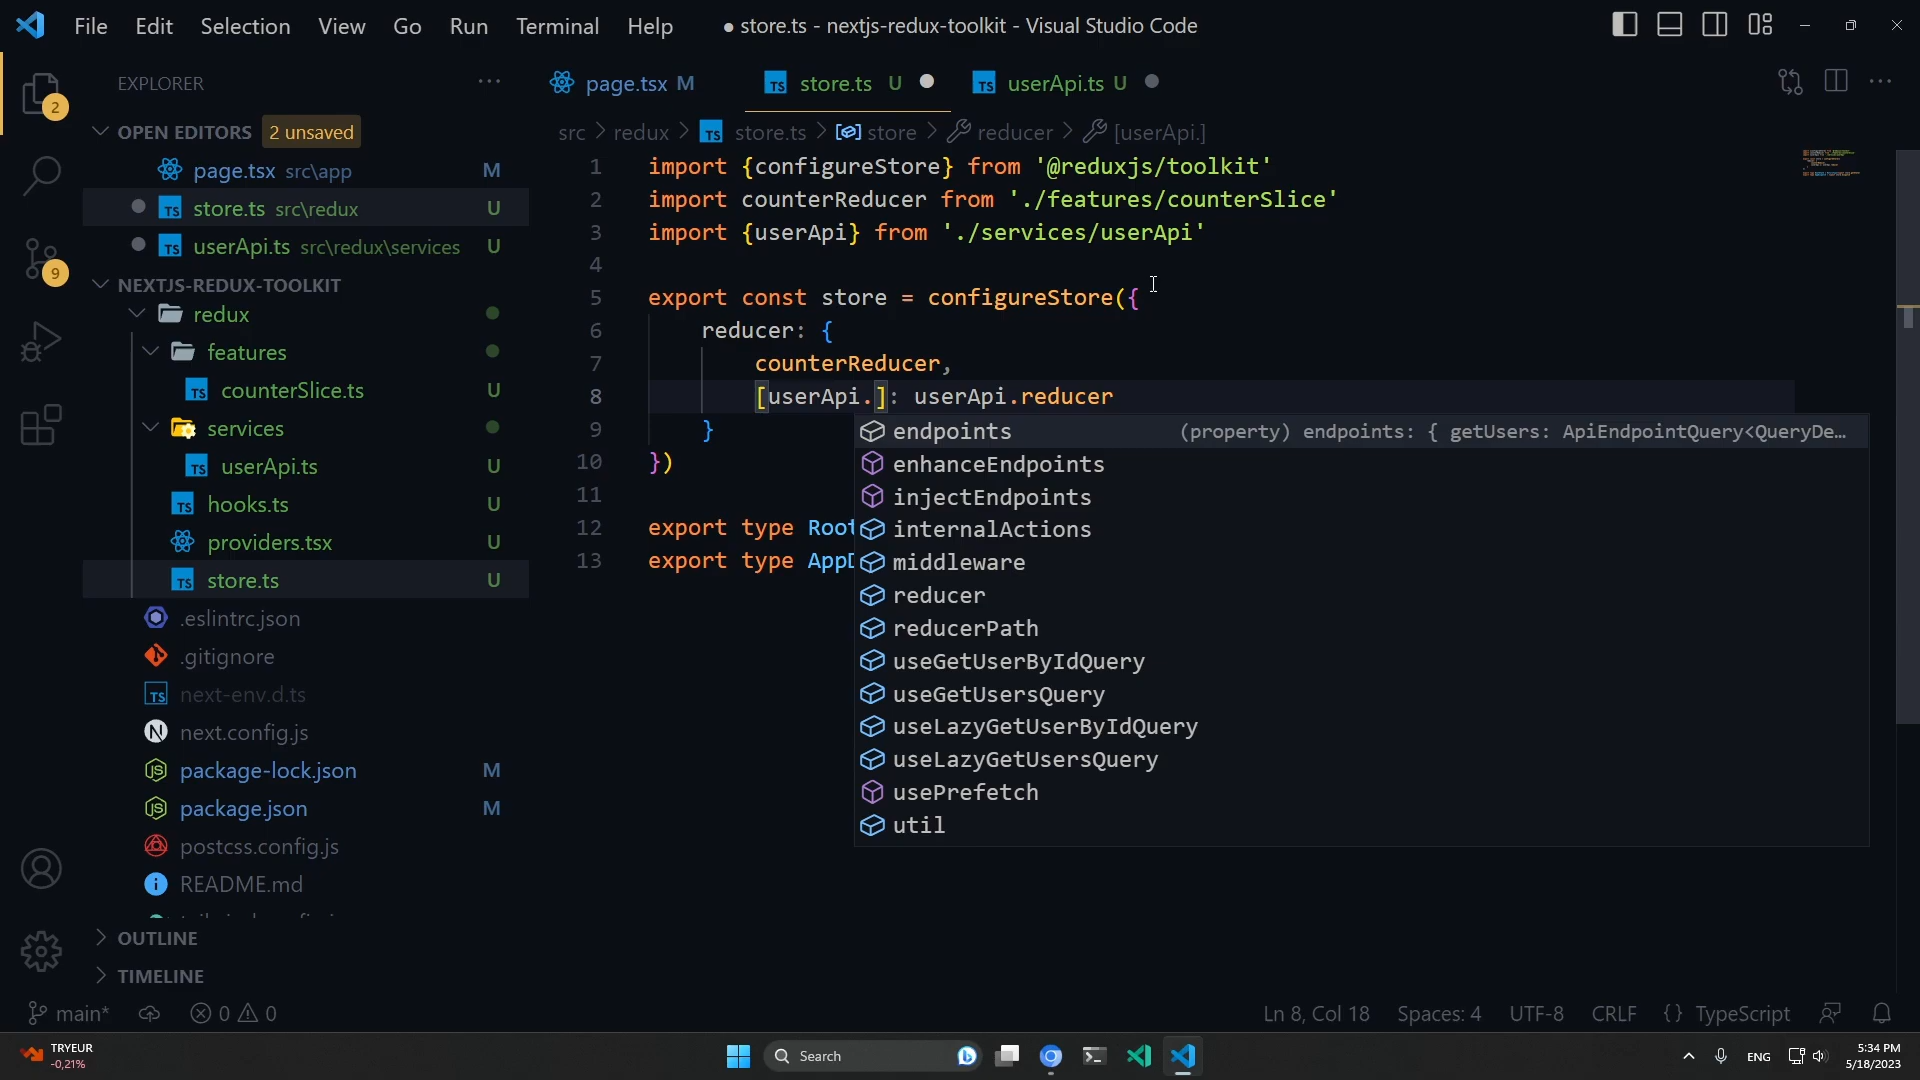 File Edit Selection View Go Run Terminal Help
● store.ts - nextjs-redux-toolkit - Visual Studio Code
EXPLORER
2
OPEN EDITORS 2 unsaved
page.tsx src\app M
store.ts src\redux U
userApi.ts src\redux\services U
9
NEXTJS-REDUX-TOOLKIT
redux
features
counterSlice.ts U
services
userApi.ts U
hooks.ts U
providers.tsx U
store.ts U
.eslintrc.json
.gitignore
next-env.d.ts
next.config.js
package-lock.json M
package.json M
postcss.config.js
README.md
OUTLINE
TIMELINE
page.tsx M
store.ts U
userApi.ts U
src > redux > TS store.ts > store > reducer > [userApi.]
1 import {configureStore} from '@reduxjs/toolkit'
2 import counterReducer from './features/counterSlice'
3 import {userApi} from './services/userApi'
4
5 export const store = configureStore({
6 reducer: {
7 counterReducer,
8 [userApi.]: userApi.reducer
9 }
10 })
11
12 export type Root
13 export type App
endpoints (property) endpoints: { getUsers: ApiEndpointQuery<QueryDe…
enhanceEndpoints
injectEndpoints
internalActions
middleware
reducer
reducerPath
useGetUserByIdQuery
useGetUsersQuery
useLazyGetUserByIdQuery
useLazyGetUsersQuery
usePrefetch
util
main* 0 0
Ln 8, Col 18 Spaces: 4 UTF-8 CRLF {} TypeScript
TRYEUR
-0,21%
Search
ENG
5:34 PM
5/18/2023